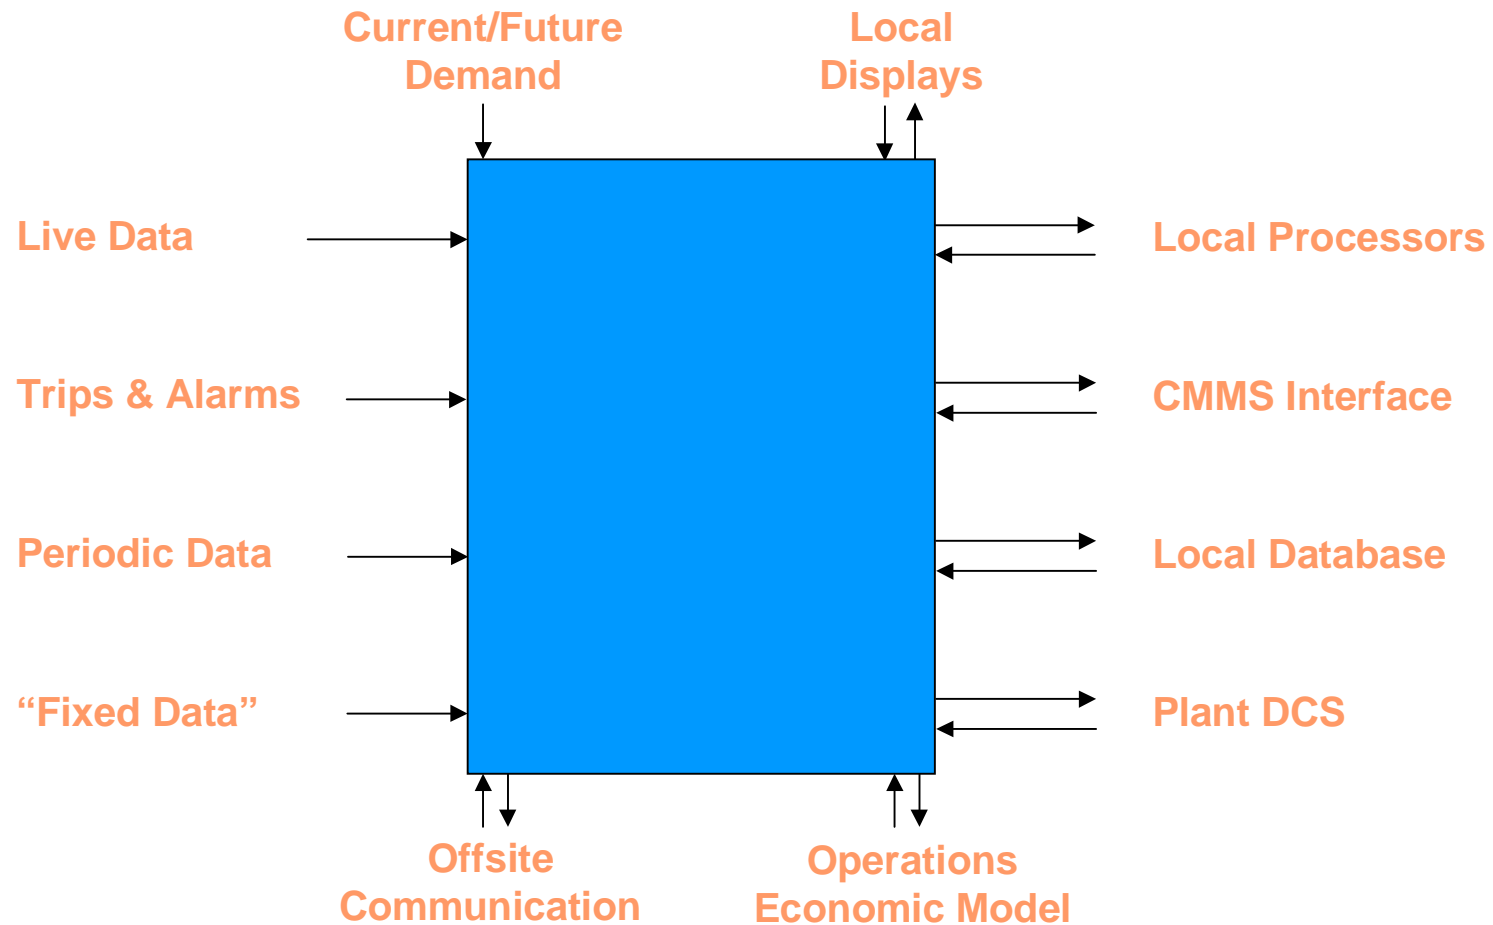 Current/Future
Demand
Local
Displays
Live Data
Local Processors
Trips & Alarms
CMMS Interface
Periodic Data
Local Database
“Fixed Data”
Plant DCS
Offsite
Communication
Operations
Economic Model